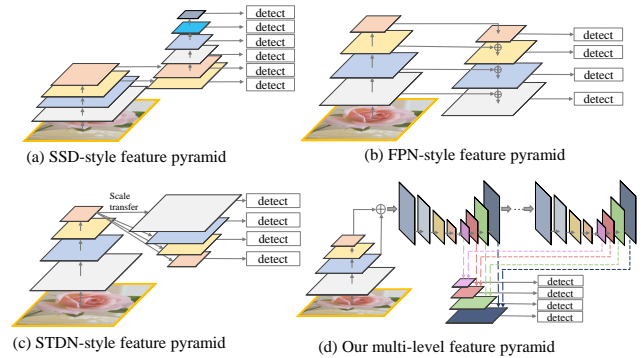 detect
detect
detect
detect
detect
detect
(a) SSD-style feature pyramid
detect
detect
detect
detect
(b) FPN-style feature pyramid
Scale
transfer
detect
detect
detect
detect
(c) STDN-style feature pyramid
...
detect
detect
detect
detect
(d) Our multi-level feature pyramid